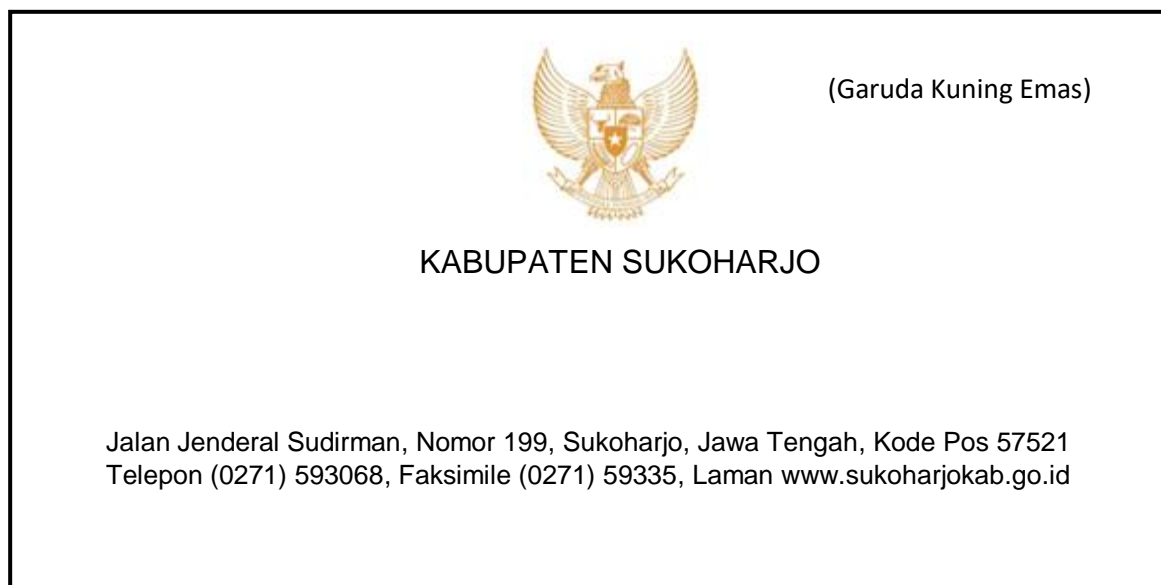 (Garuda Kuning Emas)
KABUPATEN SUKOHARJO
Jalan Jenderal Sudirman, Nomor 199, Sukoharjo, Jawa Tengah, Kode Pos 57521
Telepon (0271) 593068, Faksimile (0271) 59335, Laman www.sukoharjokab.go.id